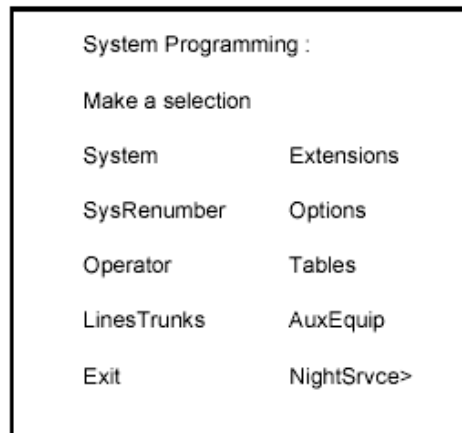 System Programming :
Make a selection
System Extensions
SysRenumber Options
Operator Tables
LinesTrunks AuxEquip
Exit NightSrvce>